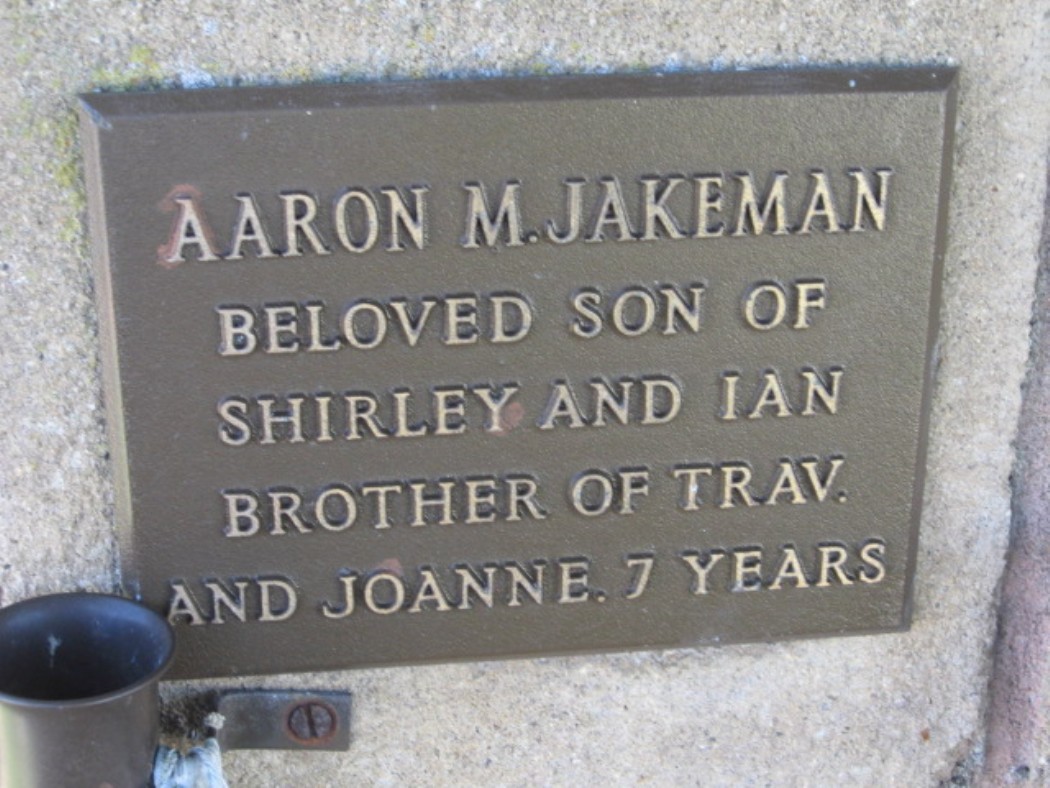 AARON M. JAKEMAN
BELOVED SON OF
SHIRLEY AND IAN
BROTHER OF TRAV.
AND JOANNE. 7 YEARS